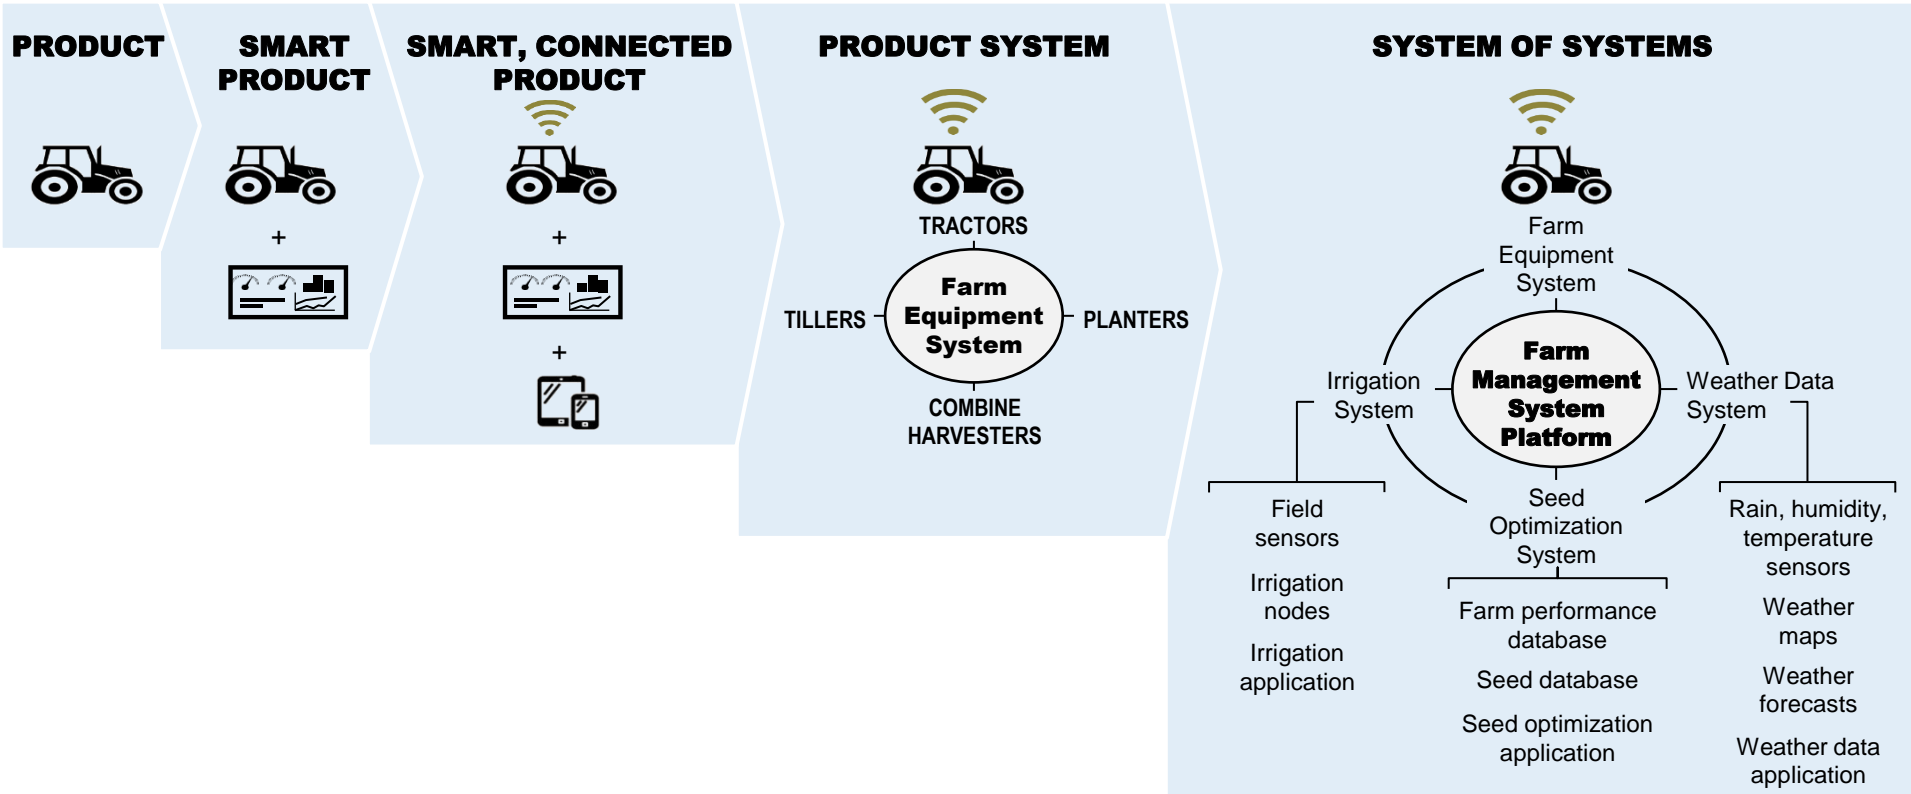 PRODUCT
SMART
PRODUCT
+
SMART, CONNECTED
PRODUCT
+
+
PRODUCT SYSTEM
TRACTORS
TILLERS
Farm
Equipment
System
PLANTERS
COMBINE
HARVESTERS
SYSTEM OF SYSTEMS
Farm
Equipment
System
Irrigation
System
Farm
Management
System
Platform
Weather Data
System
Field
sensors
Irrigation
nodes
Irrigation
application
Seed
Optimization
System
Farm performance
database
Seed database
Seed optimization
application
Rain, humidity,
temperature
sensors
Weather
maps
Weather
forecasts
Weather data
application